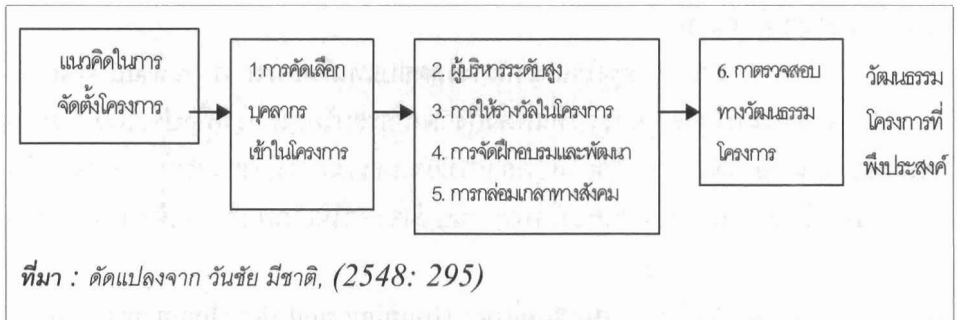 แนวคิดในการ
จัดตั้งโครงการ
1. การคัดเลือก
บุคลากร
เข้าในโครงการ
2. ผู้บริหารระดับสูง
3. การให้รางวัลในโครงการ
4. การจัดฝึกอบรมและพัฒนา
5. การกล่อมเกลาทางสังคม
6. กาตรวจสอบ
ทางวัฒนธรรม
โครงการ
วัฒนธรรม
โครงการที่
พึงประสงค์
ที่มา : ดัดแปลงจาก วันชัย มีชาติ, (2548: 295)